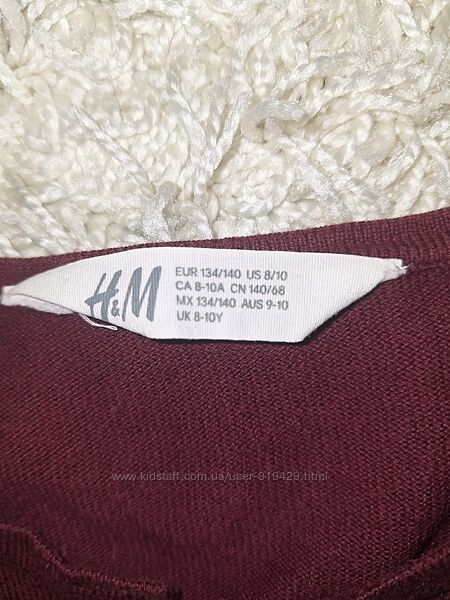 H&M
EUR 134/140 US 8/10
CA 8-10A CN 140/68
MX 134/140 AUS 9-10
UK 8-10Y
www.kidstaff.com.ua/user-919429.html